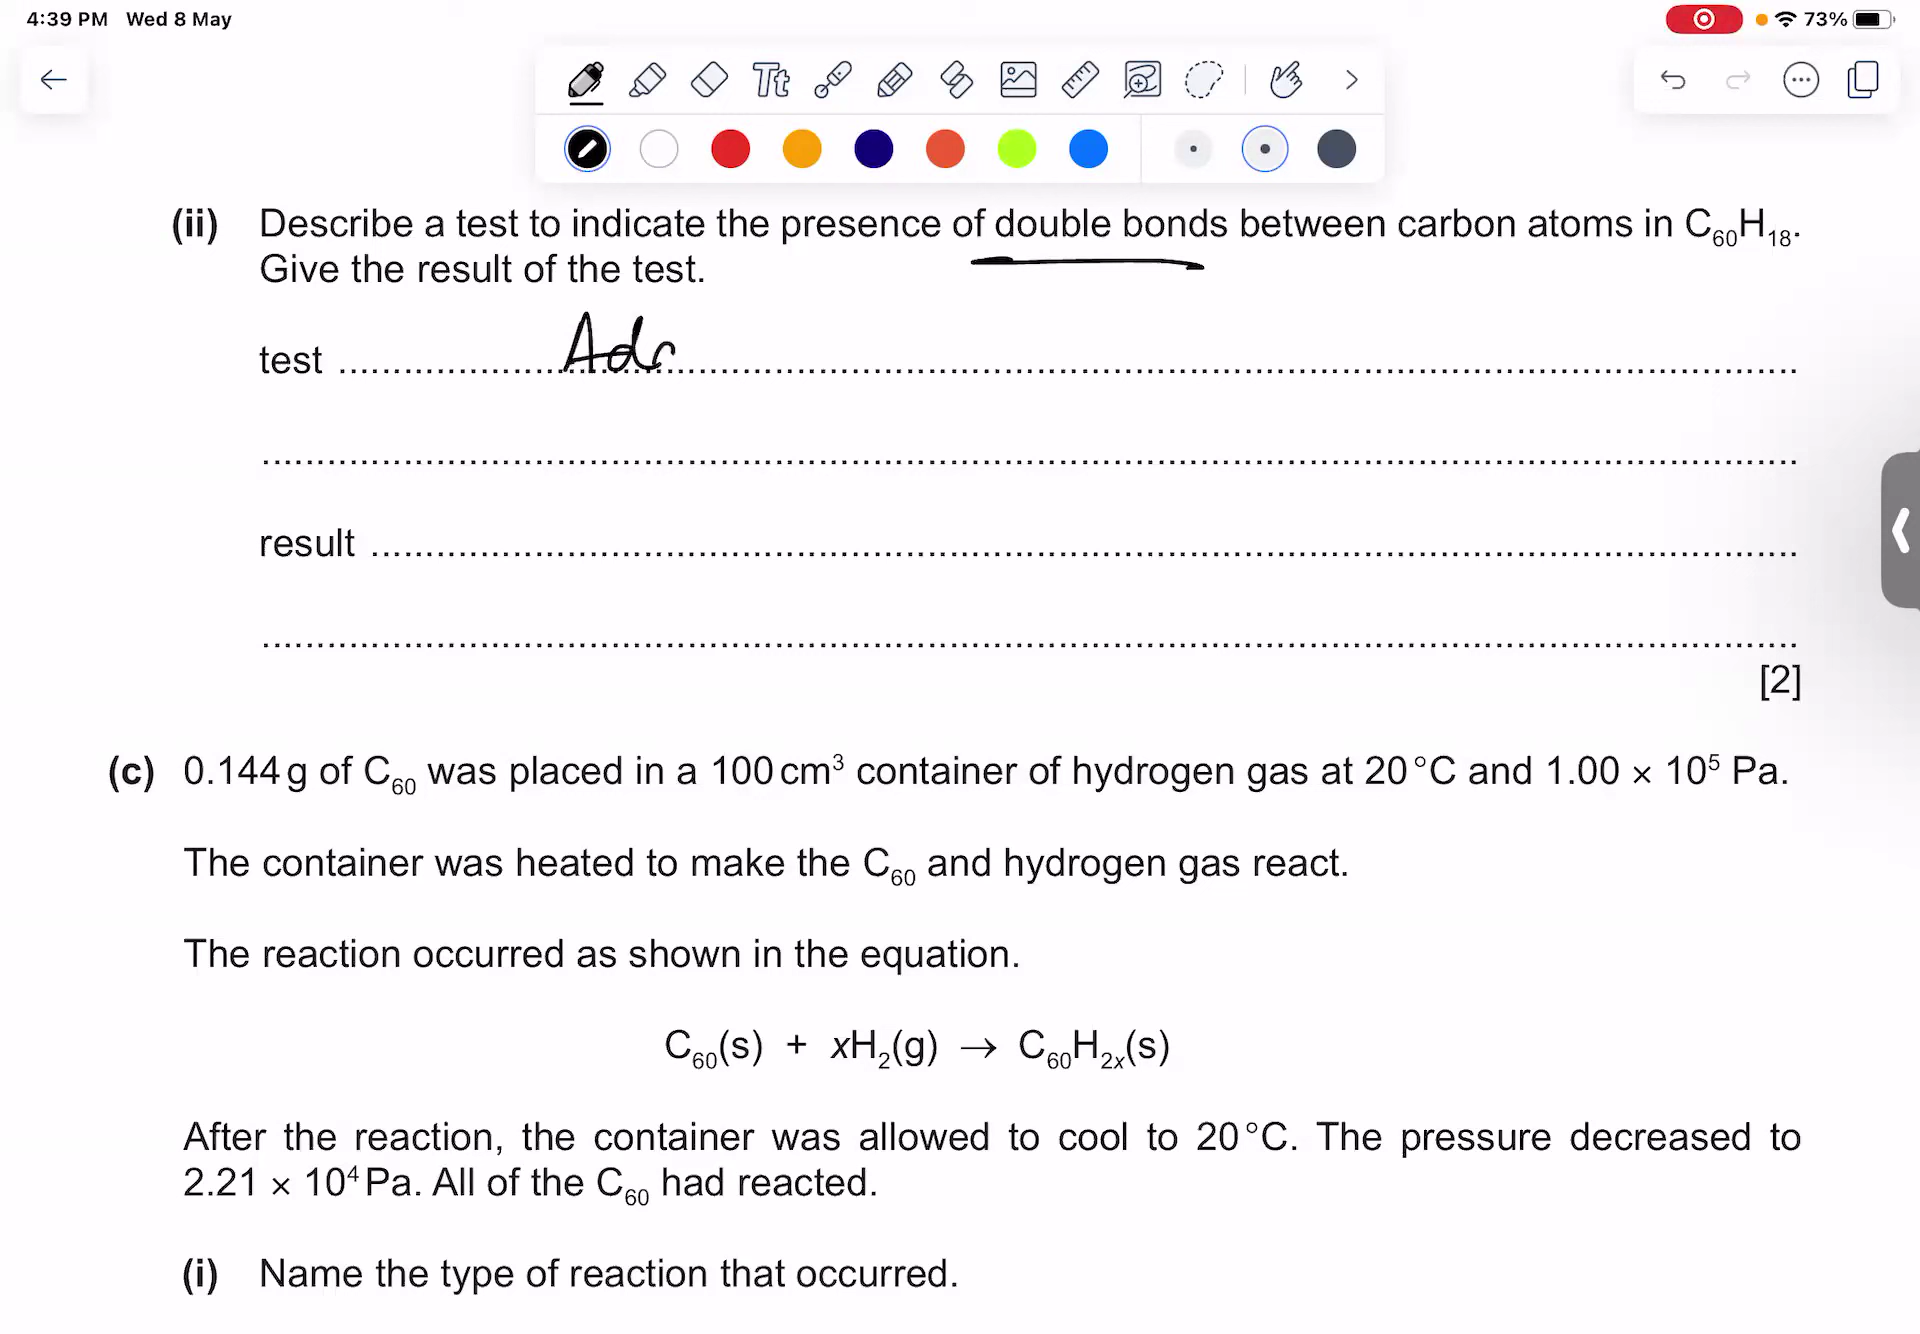 4:39 PM Wed 8 May
73%
Tt
(ii) Describe a test to indicate the presence of double bonds between carbon atoms in C₆₀H₁₈.
Give the result of the test.
test ........................................
Ad
........................................
result ........................................
........................................
[2]
(c) 0.144 g of C₆₀ was placed in a 100 cm³ container of hydrogen gas at 20 °C and 1.00 × 10⁵ Pa.
The container was heated to make the C₆₀ and hydrogen gas react.
The reaction occurred as shown in the equation.
C₆₀(s) + xH₂(g) → C₆₀H₂ₓ(s)
After the reaction, the container was allowed to cool to 20 °C. The pressure decreased to
2.21 × 10⁴ Pa. All of the C₆₀ had reacted.
(i) Name the type of reaction that occurred.